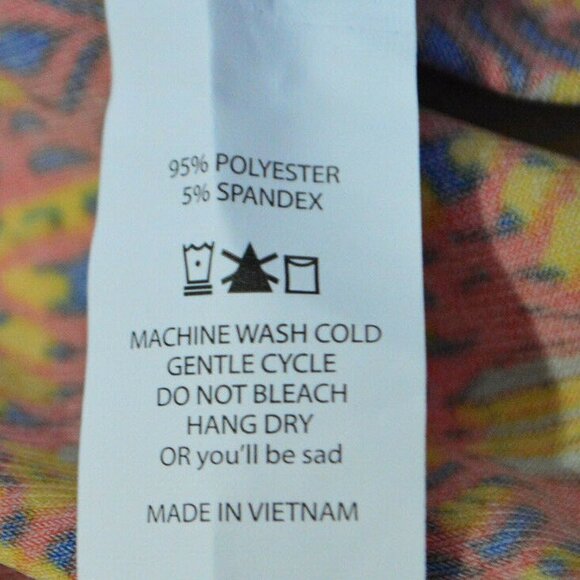 95% POLYESTER
5% SPANDEX
MACHINE WASH COLD
GENTLE CYCLE
DO NOT BLEACH
HANG DRY
OR you'll be sad
MADE IN VIETNAM